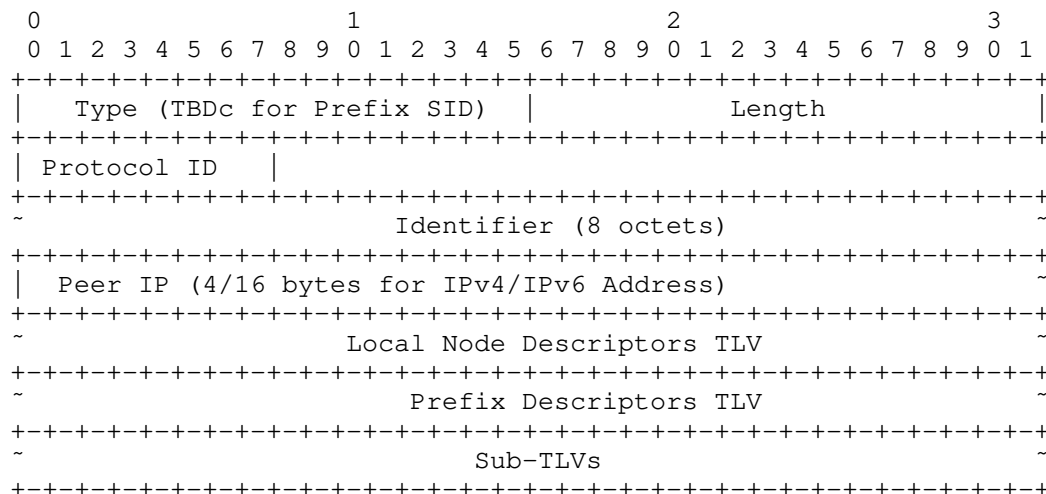 0                   1                   2                   3
 0 1 2 3 4 5 6 7 8 9 0 1 2 3 4 5 6 7 8 9 0 1 2 3 4 5 6 7 8 9 0 1
+-+-+-+-+-+-+-+-+-+-+-+-+-+-+-+-+-+-+-+-+-+-+-+-+-+-+-+-+-+-+-+-+
|   Type (TBDc for Prefix SID)  |            Length             |
+-+-+-+-+-+-+-+-+-+-+-+-+-+-+-+-+-+-+-+-+-+-+-+-+-+-+-+-+-+-+-+-+
| Protocol ID   |
+-+-+-+-+-+-+-+-+-+-+-+-+-+-+-+-+-+-+-+-+-+-+-+-+-+-+-+-+-+-+-+-+
~                       Identifier (8 octets)                   ~
+-+-+-+-+-+-+-+-+-+-+-+-+-+-+-+-+-+-+-+-+-+-+-+-+-+-+-+-+-+-+-+-+
|  Peer IP (4/16 bytes for IPv4/IPv6 Address)                   ~
+-+-+-+-+-+-+-+-+-+-+-+-+-+-+-+-+-+-+-+-+-+-+-+-+-+-+-+-+-+-+-+-+
~                    Local Node Descriptors TLV                 ~
+-+-+-+-+-+-+-+-+-+-+-+-+-+-+-+-+-+-+-+-+-+-+-+-+-+-+-+-+-+-+-+-+
~                        Prefix Descriptors TLV                 ~
+-+-+-+-+-+-+-+-+-+-+-+-+-+-+-+-+-+-+-+-+-+-+-+-+-+-+-+-+-+-+-+-+
~                            Sub-TLVs                           ~
+-+-+-+-+-+-+-+-+-+-+-+-+-+-+-+-+-+-+-+-+-+-+-+-+-+-+-+-+-+-+-+-+